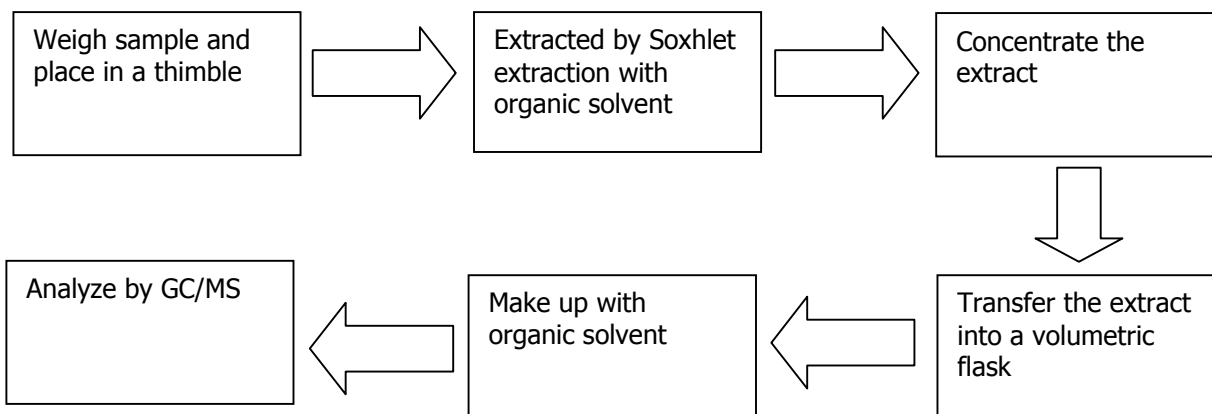 Weigh sample and
place in a thimble
Extracted by Soxhlet
extraction with
organic solvent
Concentrate the
extract
Transfer the extract
into a volumetric
flask
Make up with
organic solvent
Analyze by GC/MS